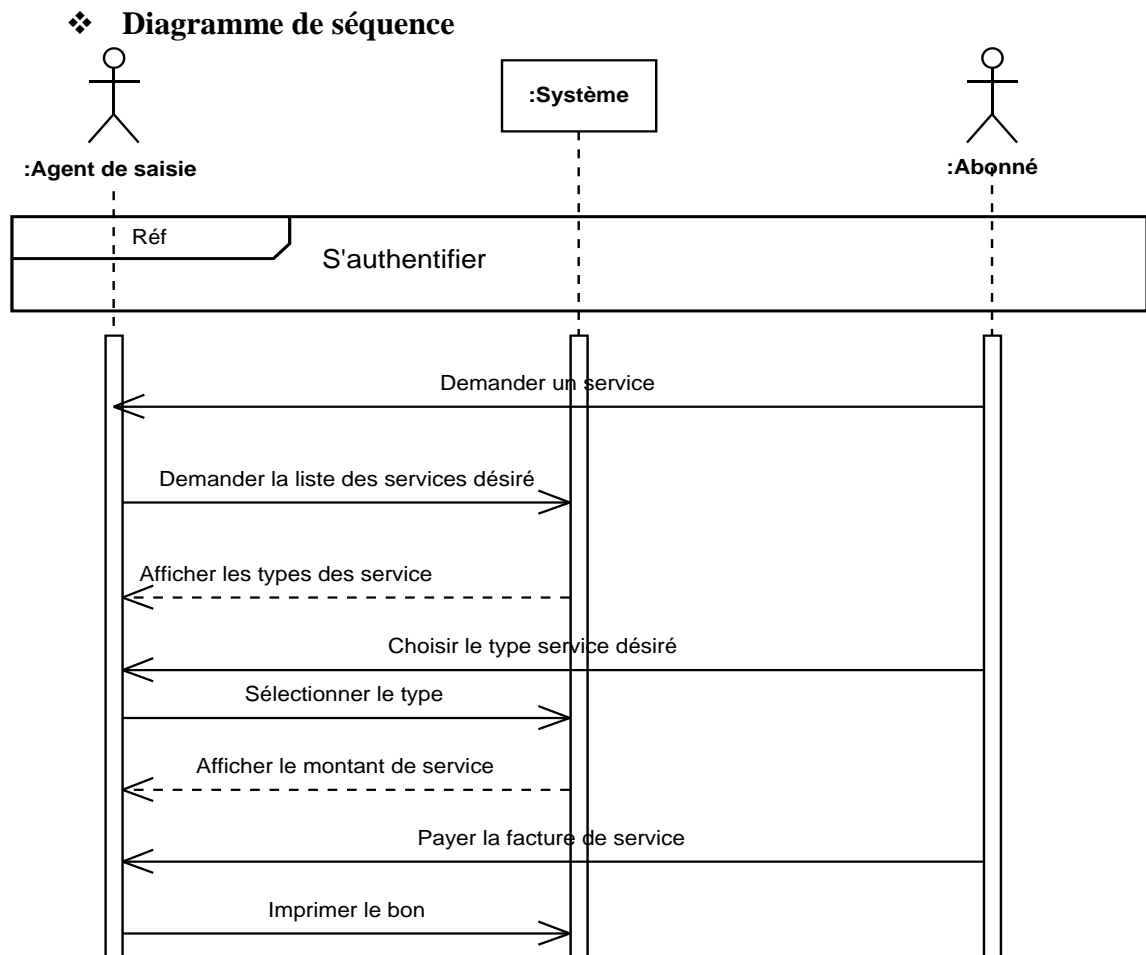 ❖ Diagramme de séquence
:Système
:Agent de saisie
:Abonné
Réf
S'authentifier
Demander un service
Demander la liste des services désiré
Afficher les types des service
Choisir le type service désiré
Sélectionner le type
Afficher le montant de service
Payer la facture de service
Imprimer le bon